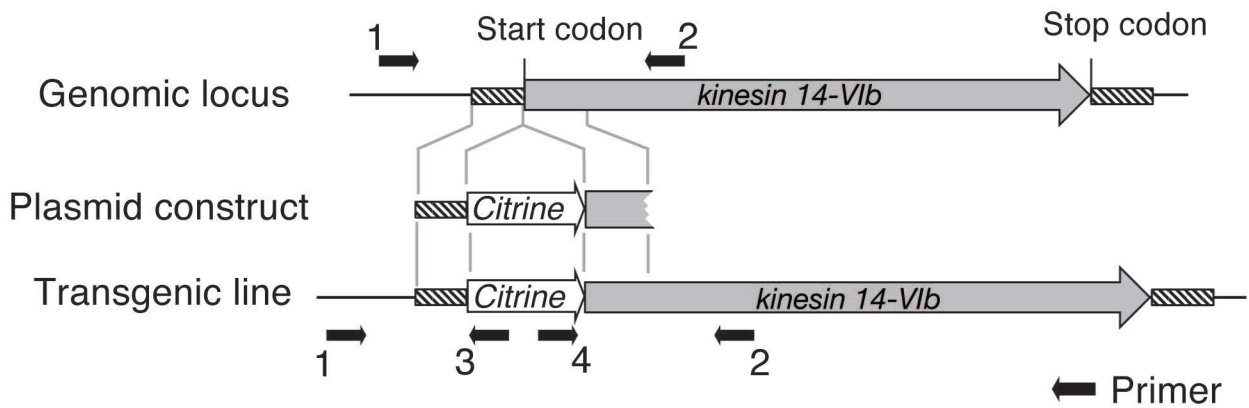 1
Start codon
2
Stop codon
Genomic locus
kinesin 14-VIb
Plasmid construct
Citrine
Transgenic line
Citrine
kinesin 14-VIb
1
3
4
2
Primer